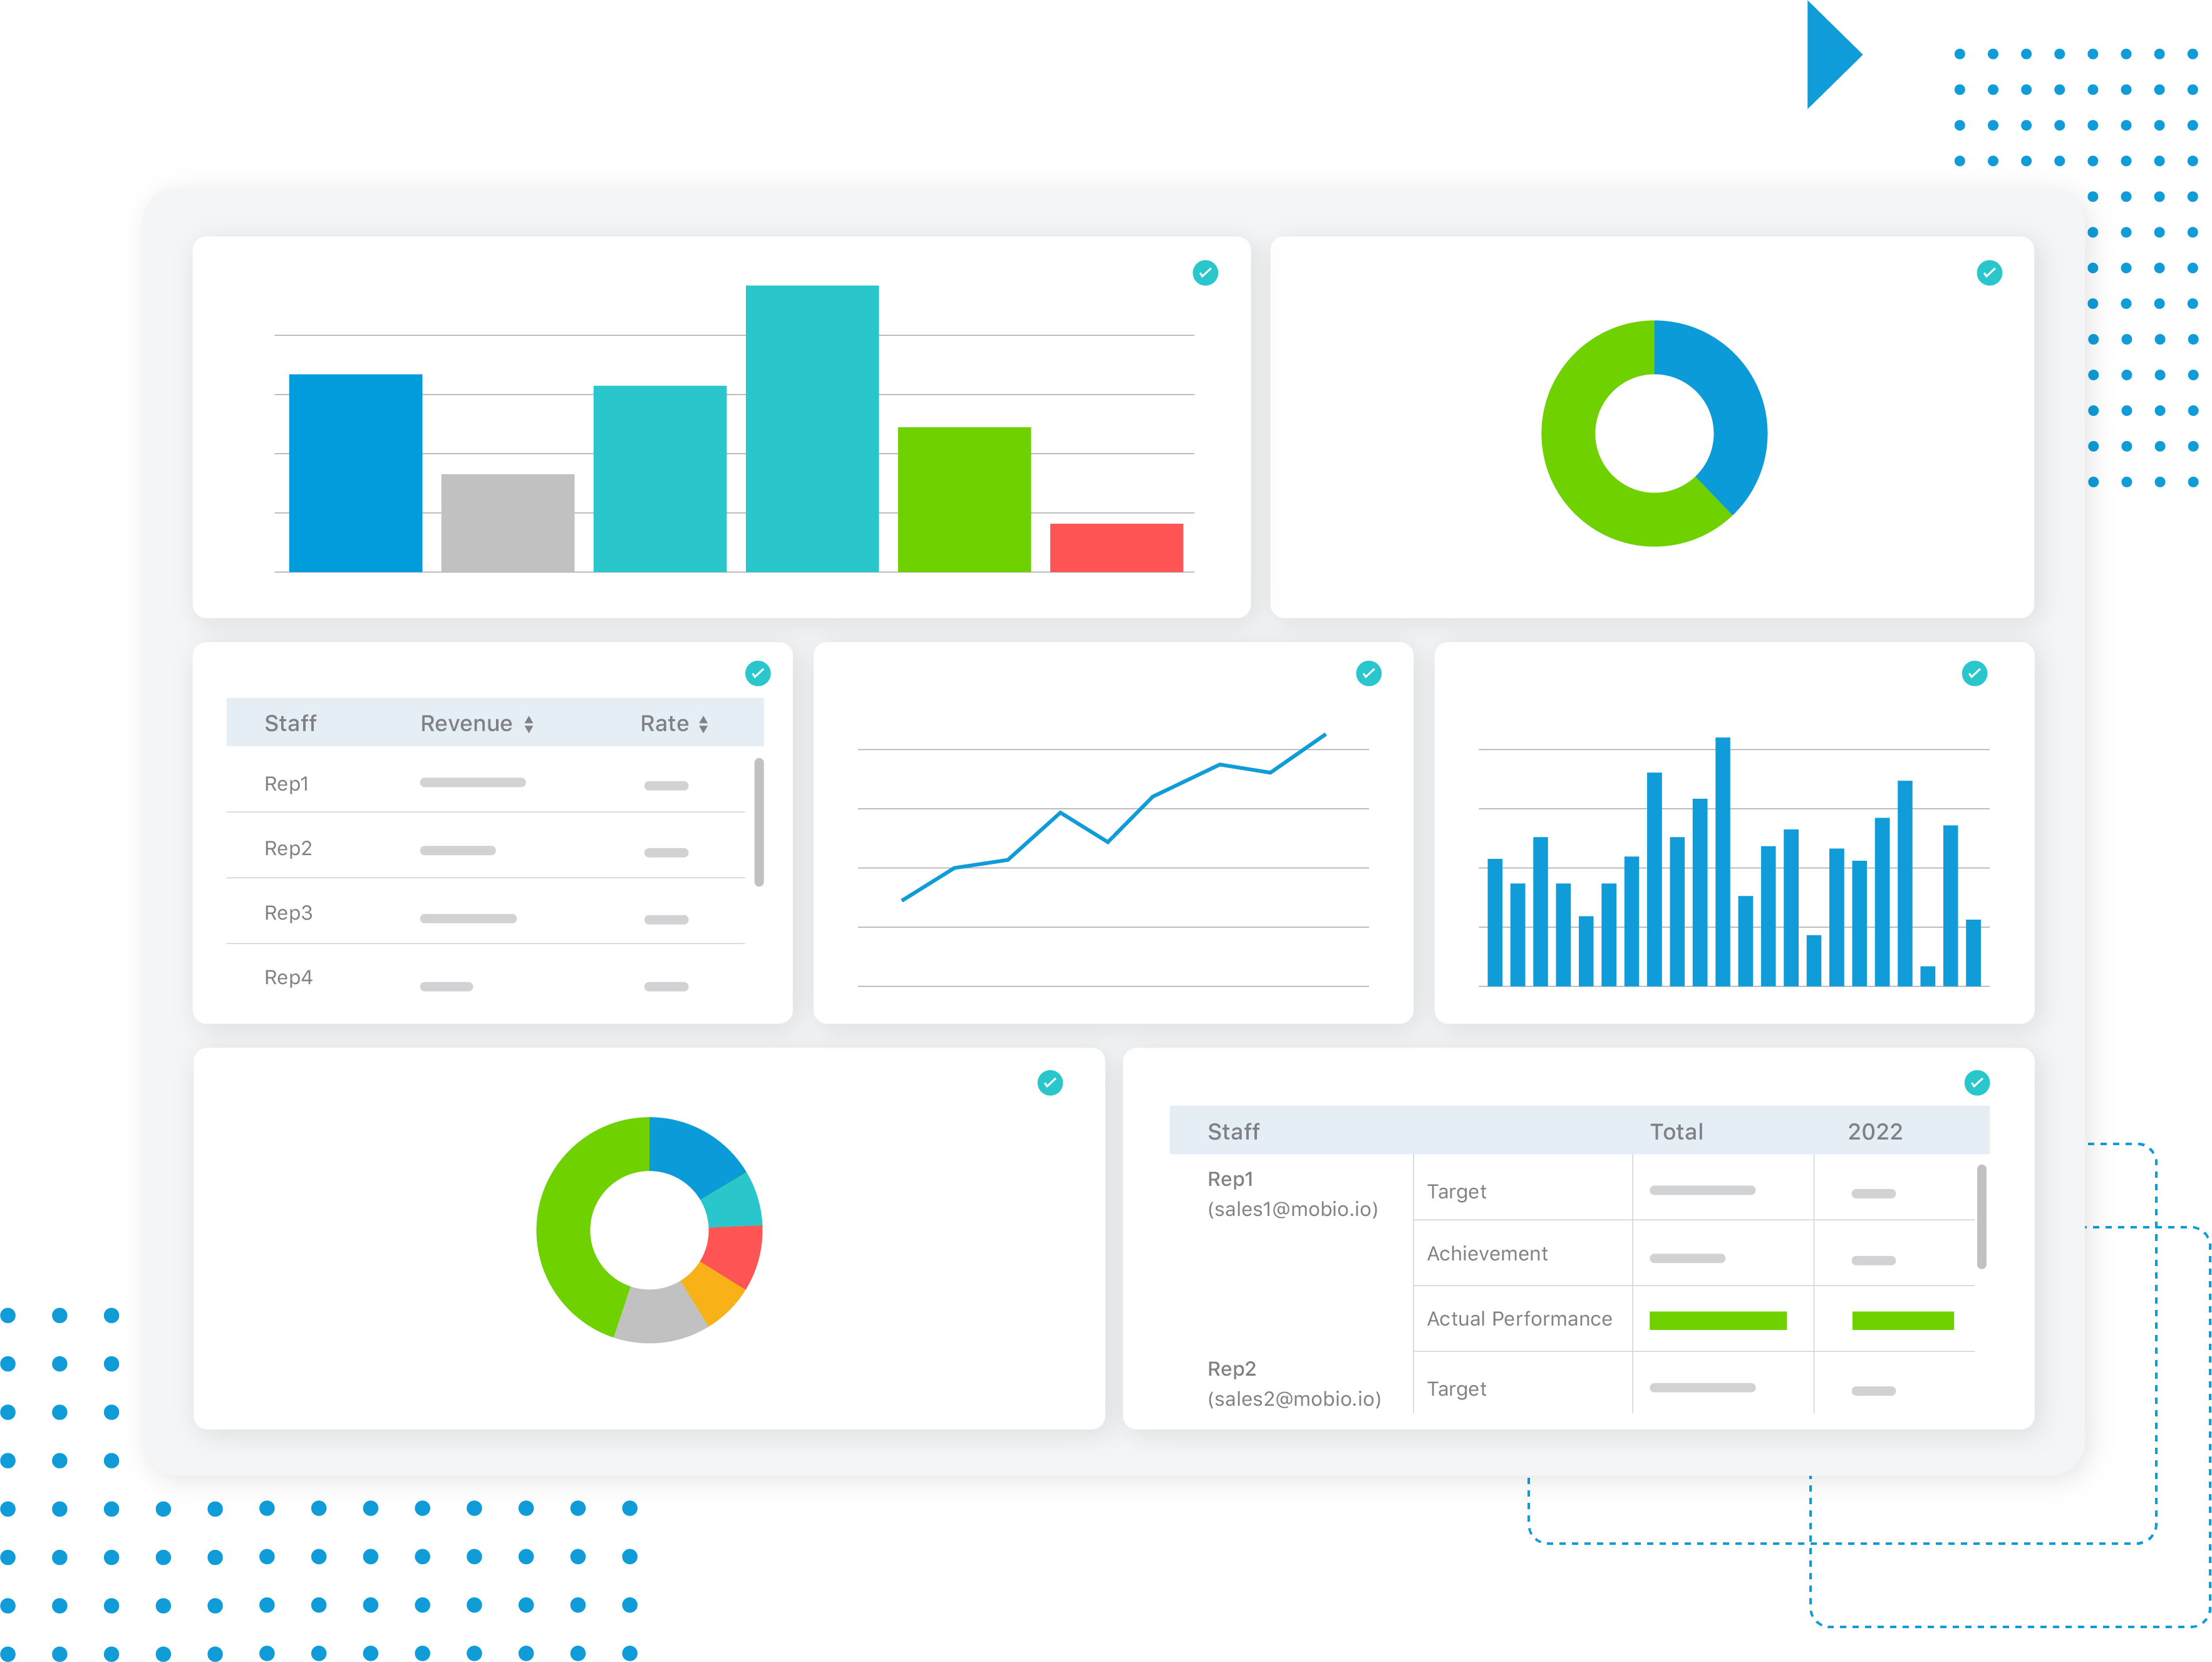 Staff Revenue Rate
Rep1
Rep2
Rep3
Rep4
Staff Total 2022
Rep1
(sales1@mobio.io)
Target
Achievement
Actual Performance
Rep2
(sales2@mobio.io)
Target